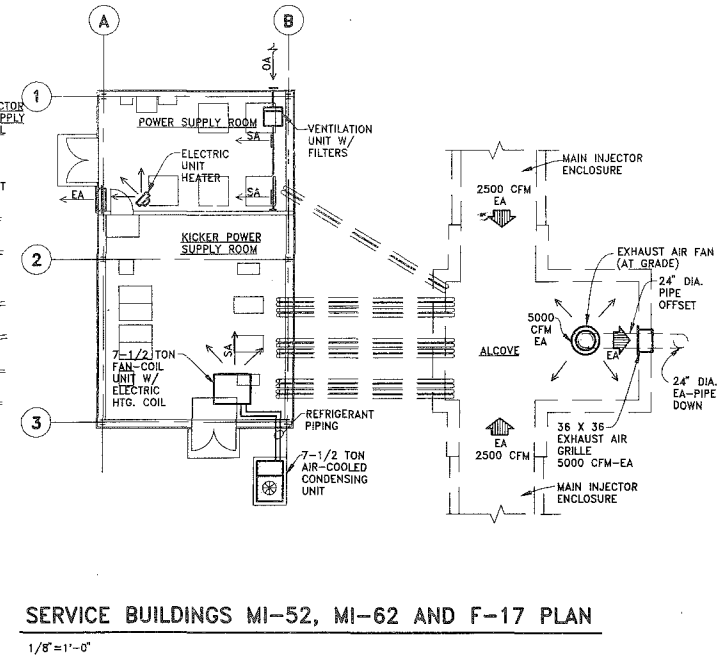 A
B
OA
1
CTOR
PPLY
L
POWER SUPPLY ROOM
SA
VENTILATION
UNIT W/
FILTERS
ELECTRIC
UNIT
HEATER
EA
SA
T
KICKER POWER
SUPPLY ROOM
2
MAIN INJECTOR
ENCLOSURE
2500 CFM
EA
EXHAUST AIR FAN
(AT GRADE)
24" DIA.
PIPE
OFFSET
5000
CFM
EA
EA
ALCOVE
SA
7-1/2 TON
FAN-COIL
UNIT W/
ELECTRIC
HTG. COIL
24" DIA.
EA-PIPE
DOWN
3
REFRIGERANT
PIPING
36 X 36
EXHAUST AIR
GRILLE
5000 CFM-EA
EA
2500 CFM
7-1/2 TON
AIR-COOLED
CONDENSING
UNIT
MAIN INJECTOR
ENCLOSURE
SERVICE BUILDINGS MI-52, MI-62 AND F-17 PLAN
1/8"=1'-0"